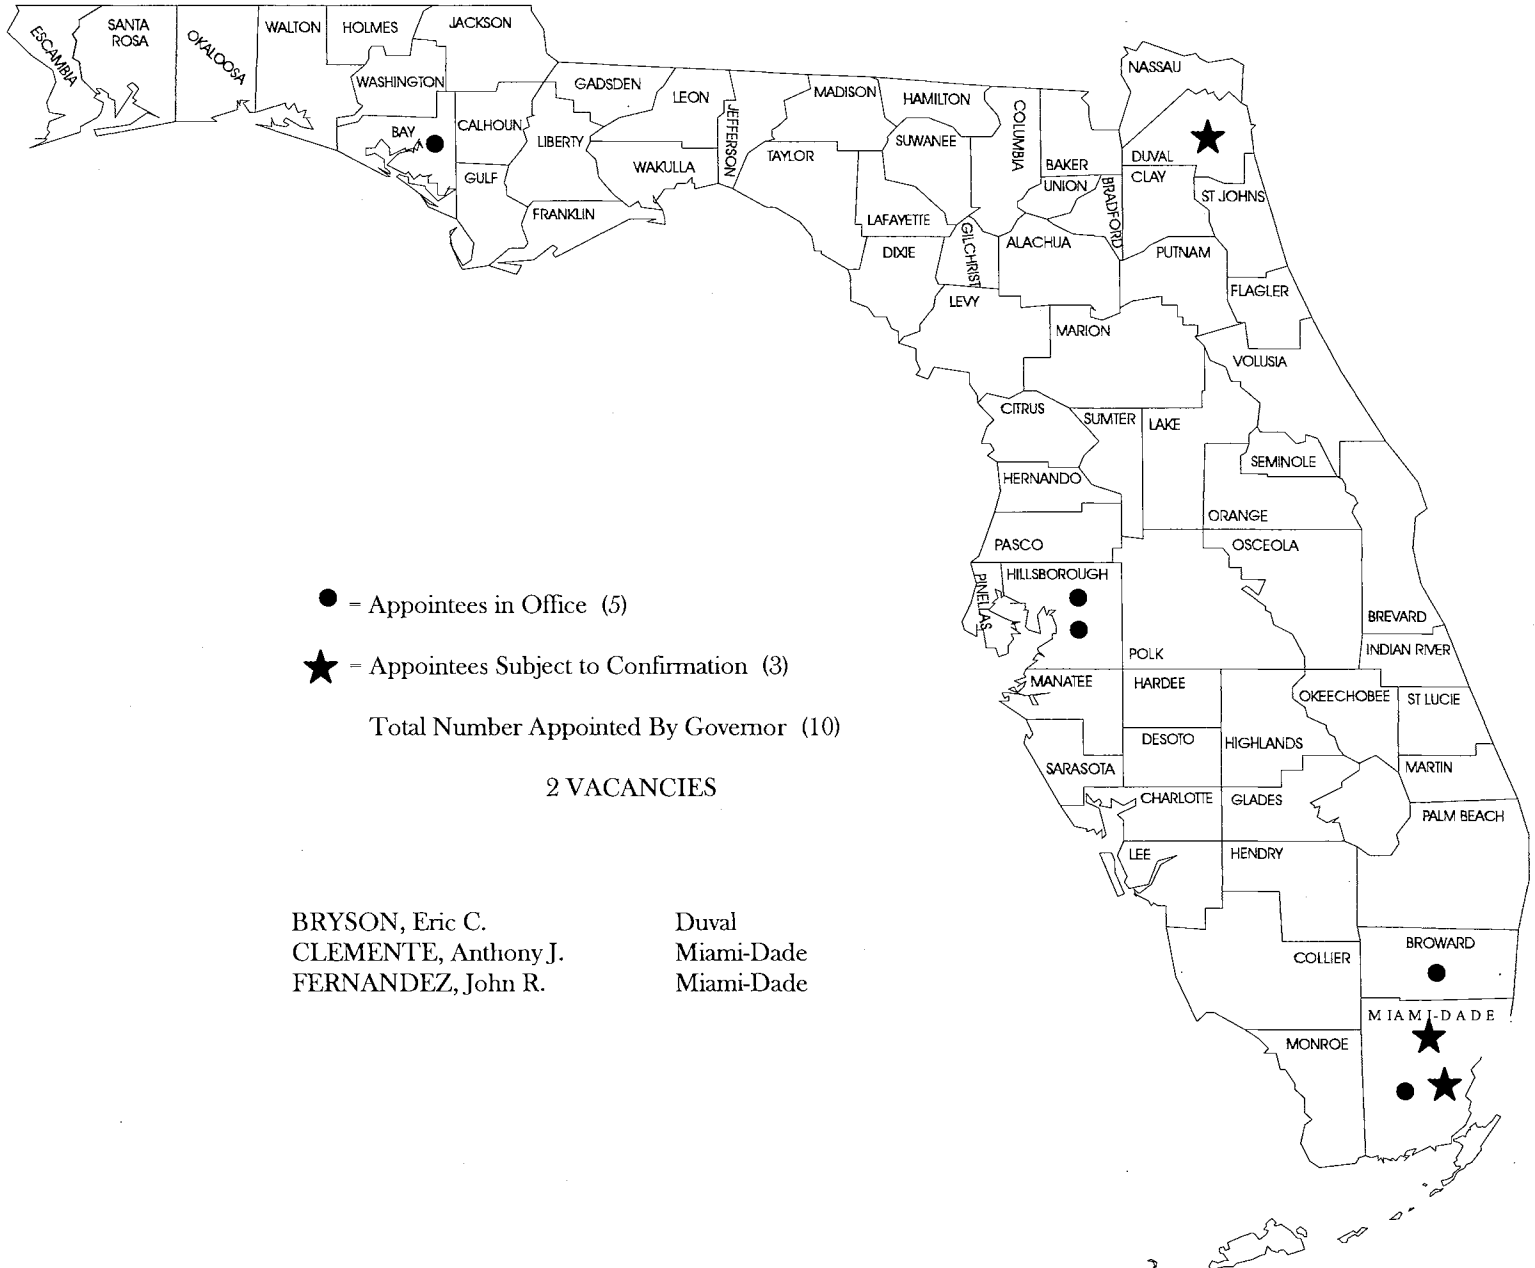 ESCAMBIA
SANTA
ROSA
OKALOOSA
WALTON
HOLMES
JACKSON
WASHINGTON
BAY
CALHOUN
GULF
LIBERTY
GADSDEN
FRANKLIN
LEON
WAKULLA
JEFFERSON
TAYLOR
MADISON
HAMILTON
SUWANEE
LAFAYETTE
DIXIE
GILCHRIST
COLUMBIA
BAKER
UNION
BRADFORD
ALACHUA
LEVY
NASSAU
DUVAL
CLAY
ST JOHNS
PUTNAM
FLAGLER
MARION
VOLUSIA
CITRUS
SUMTER
LAKE
SEMINOLE
HERNANDO
ORANGE
PASCO
OSCEOLA
PINELLAS
HILLSBOROUGH
BREVARD
POLK
INDIAN RIVER
MANATEE
HARDEE
OKEECHOBEE
ST LUCIE
DESOTO
HIGHLANDS
SARASOTA
MARTIN
CHARLOTTE
GLADES
PALM BEACH
LEE
HENDRY
BROWARD
COLLIER
MIAMI-DADE
MONROE
= Appointees in Office (5)
= Appointees Subject to Confirmation (3)
Total Number Appointed By Governor (10)
2 VACANCIES
BRYSON, Eric C. Duval
CLEMENTE, Anthony J. Miami-Dade
FERNANDEZ, John R. Miami-Dade